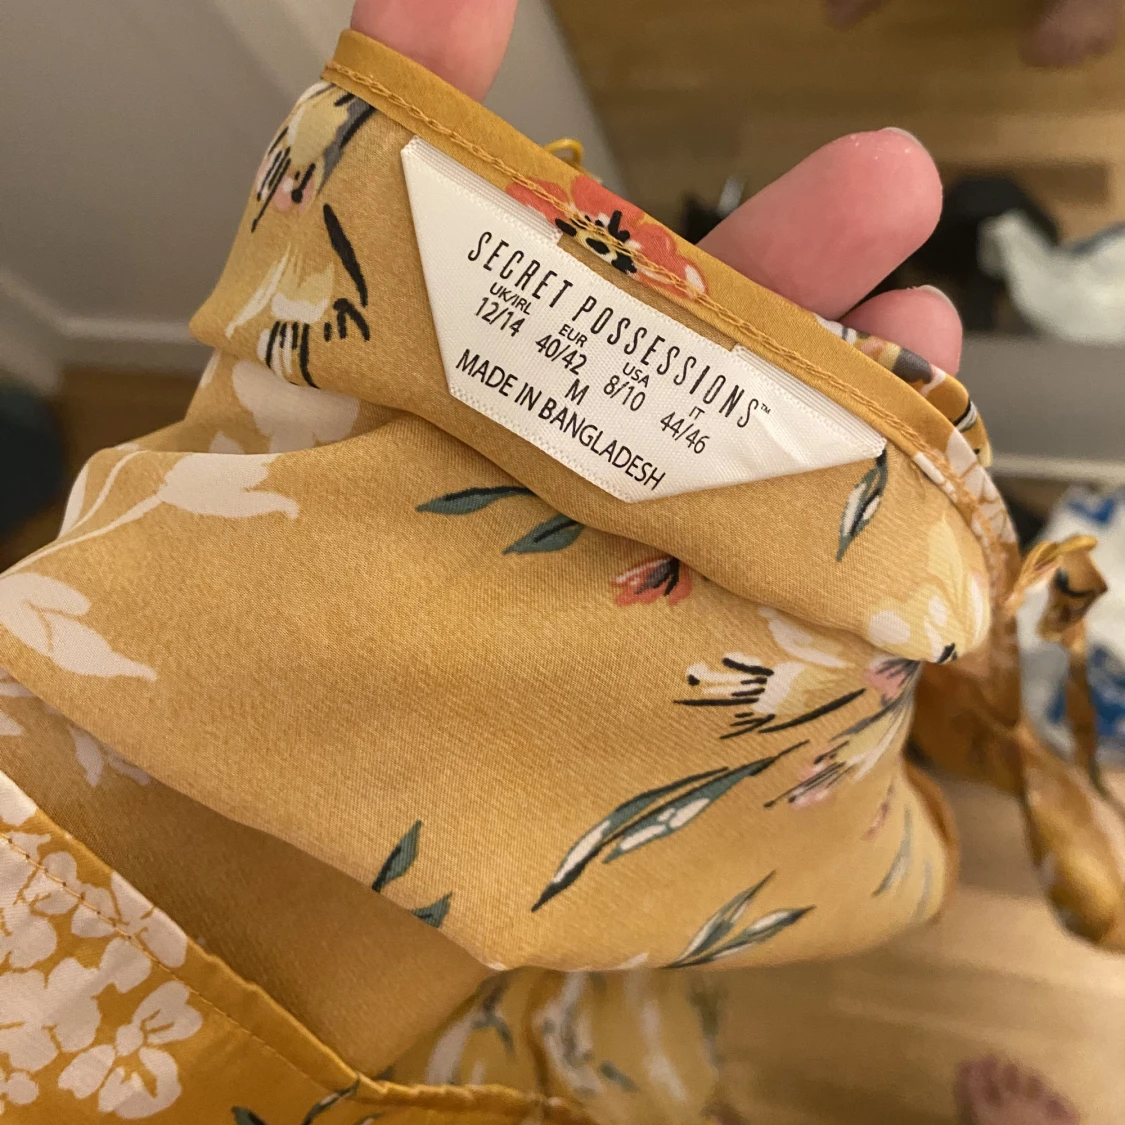 SECRET POSSESSIONS™
UK/IRL EUR USA IT
12/14 40/42 8/10 44/46
M
MADE IN BANGLADESH